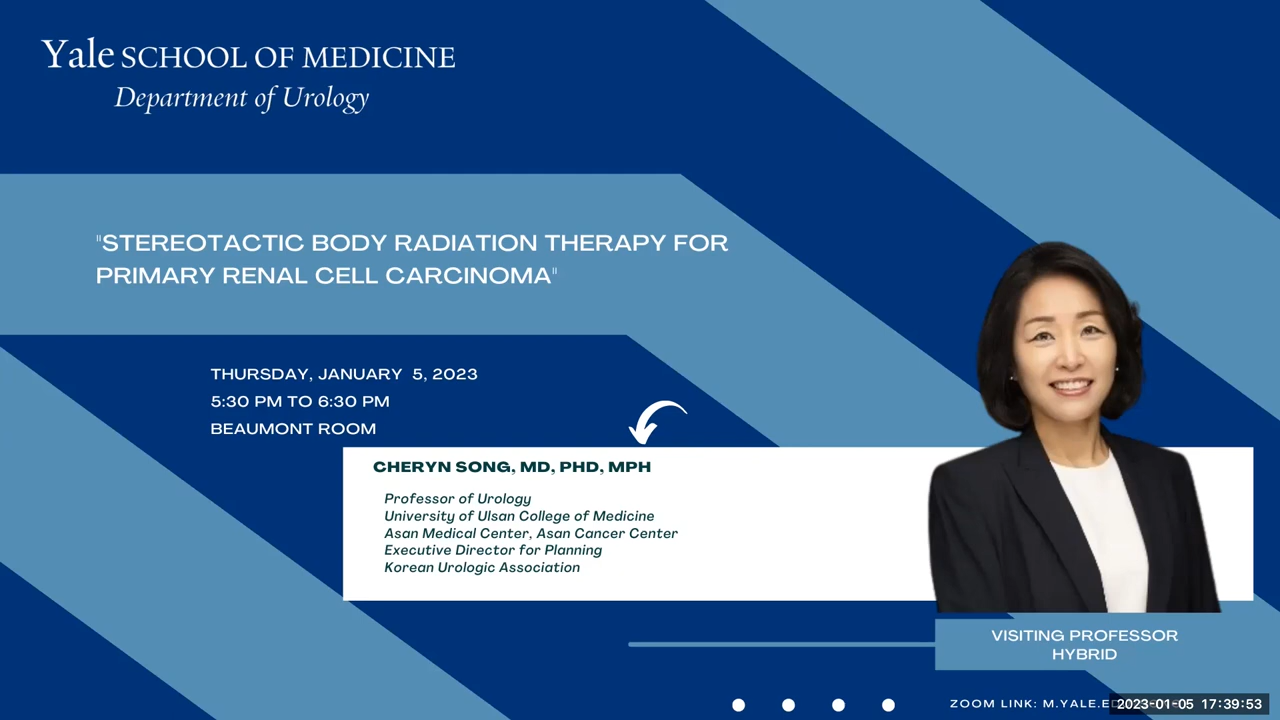 Yale SCHOOL OF MEDICINE
Department of Urology
"STEREOTACTIC BODY RADIATION THERAPY FOR
PRIMARY RENAL CELL CARCINOMA"
THURSDAY, JANUARY 5, 2023
5:30 PM TO 6:30 PM
BEAUMONT ROOM
CHERYN SONG, MD, PHD, MPH
Professor of Urology
University of Ulsan College of Medicine
Asan Medical Center, Asan Cancer Center
Executive Director for Planning
Korean Urologic Association
VISITING PROFESSOR
HYBRID
ZOOM LINK: M.YALE.ED
2023-01-05 17:39:53